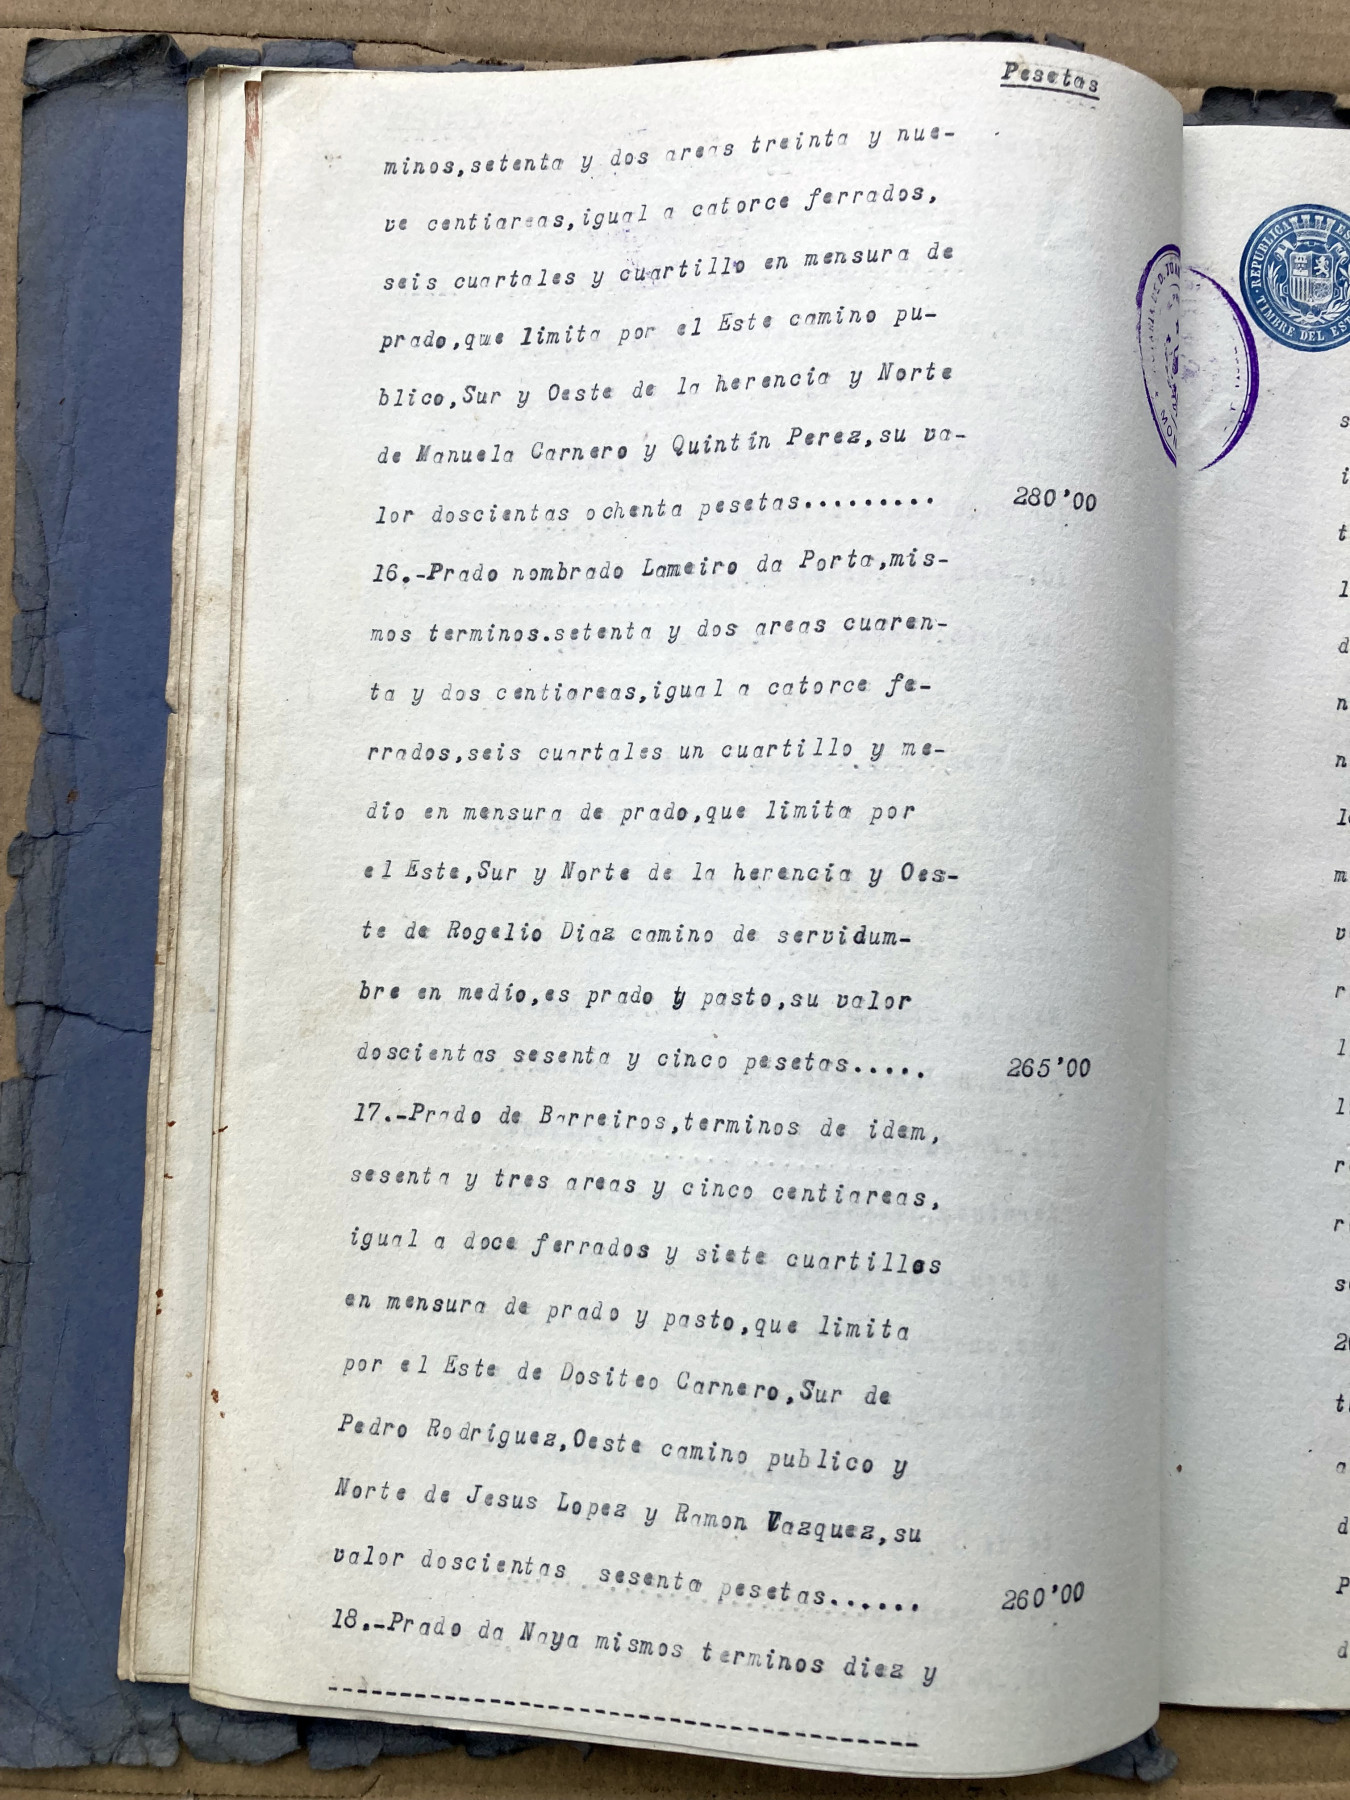 Pesetas
minos,setenta y dos areas treinta y nue-
ve centiareas,igual a catorce ferrados,
seis cuartales y cuartillo en mensura de
prado,que limita por el Este camino pu-
blico,Sur y Oeste de la herencia y Norte
de Manuela Carnero y Quintin Perez,su va-
lor doscientas ochenta pesetas......... 280'00
16.-Prado nombrado Lameiro da Porta,mis-
mos terminos.setenta y dos areas cuaren-
ta y dos centiareas,igual a catorce fe-
rrados,seis cuartales un cuartillo y me-
dio en mensura de prado,que limita por
el Este,Sur y Norte de la herencia y Oes-
te de Rogelio Diaz camino de servidum-
bre en medio,es prado y pasto,su valor
doscientas sesenta y cinco pesetas..... 265'00
17.-Prado de Barreiros,terminos de idem,
sesenta y tres areas y cinco centiareas,
igual a doce ferrados y siete cuartillos
en mensura de prado y pasto,que limita
por el Este de Dositeo Carnero,Sur de
Pedro Rodriguez,Oeste camino publico y
Norte de Jesus Lopez y Ramon Vazquez,su
valor doscientas sesenta pesetas...... 260'00
18.-Prado da Naya mismos terminos diez y
REPUBLICA ES
TIMBRE DEL EST